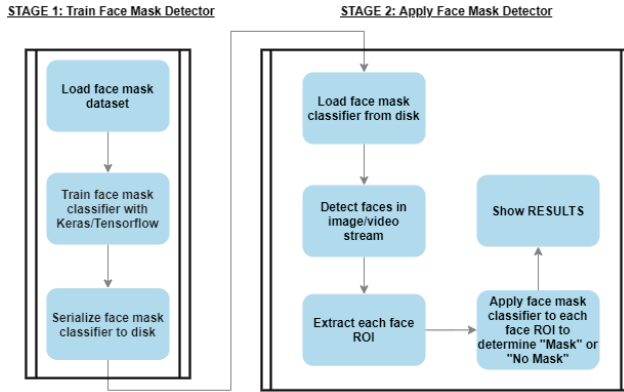 STAGE 1: Train Face Mask Detector
Load face mask
dataset
Train face mask
classifier with
Keras/Tensorflow
Serialize face mask
classifier to disk
STAGE 2: Apply Face Mask Detector
Load face mask
classifier from disk
Detect faces in
image/video
stream
Extract each face
ROI
Apply face mask
classifier to each
face ROI to
determine "Mask" or
"No Mask"
Show RESULTS